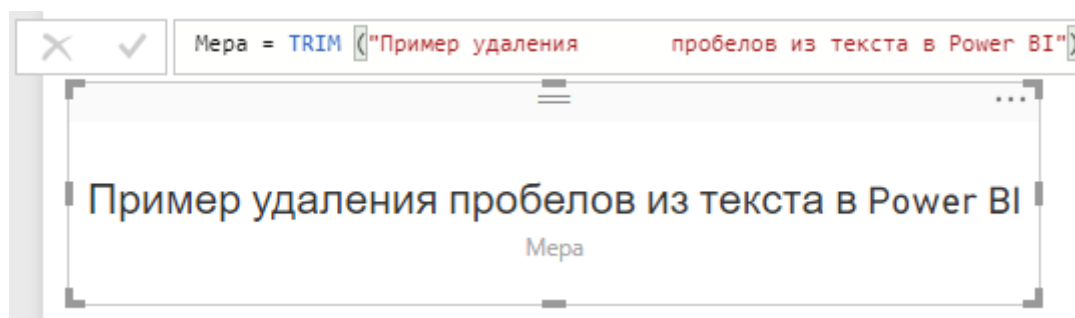 Мера = TRIM ("Пример удаления       пробелов из текста в Power BI")
Пример удаления пробелов из текста в Power BI
Мера